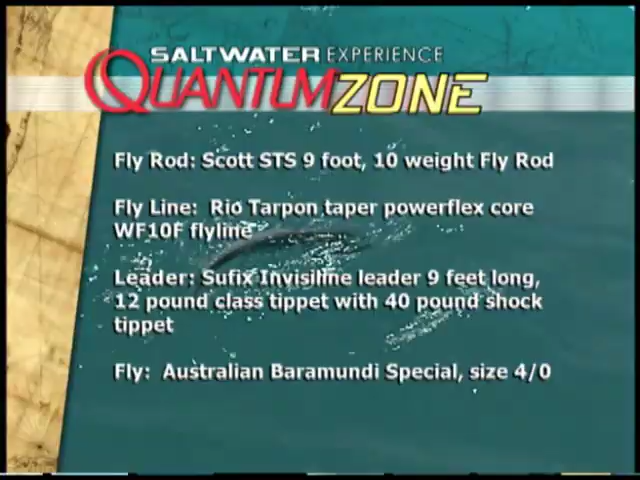 SALTWATER EXPERIENCE
QUANTUM ZONE
Fly Rod: Scott STS 9 foot, 10 weight Fly Rod
Fly Line: Rio Tarpon taper powerflex core
WF10F flyline
Leader: Sufix Invisiline leader 9 feet long,
12 pound class tippet with 40 pound shock
tippet
Fly: Australian Baramundi Special, size 4/0